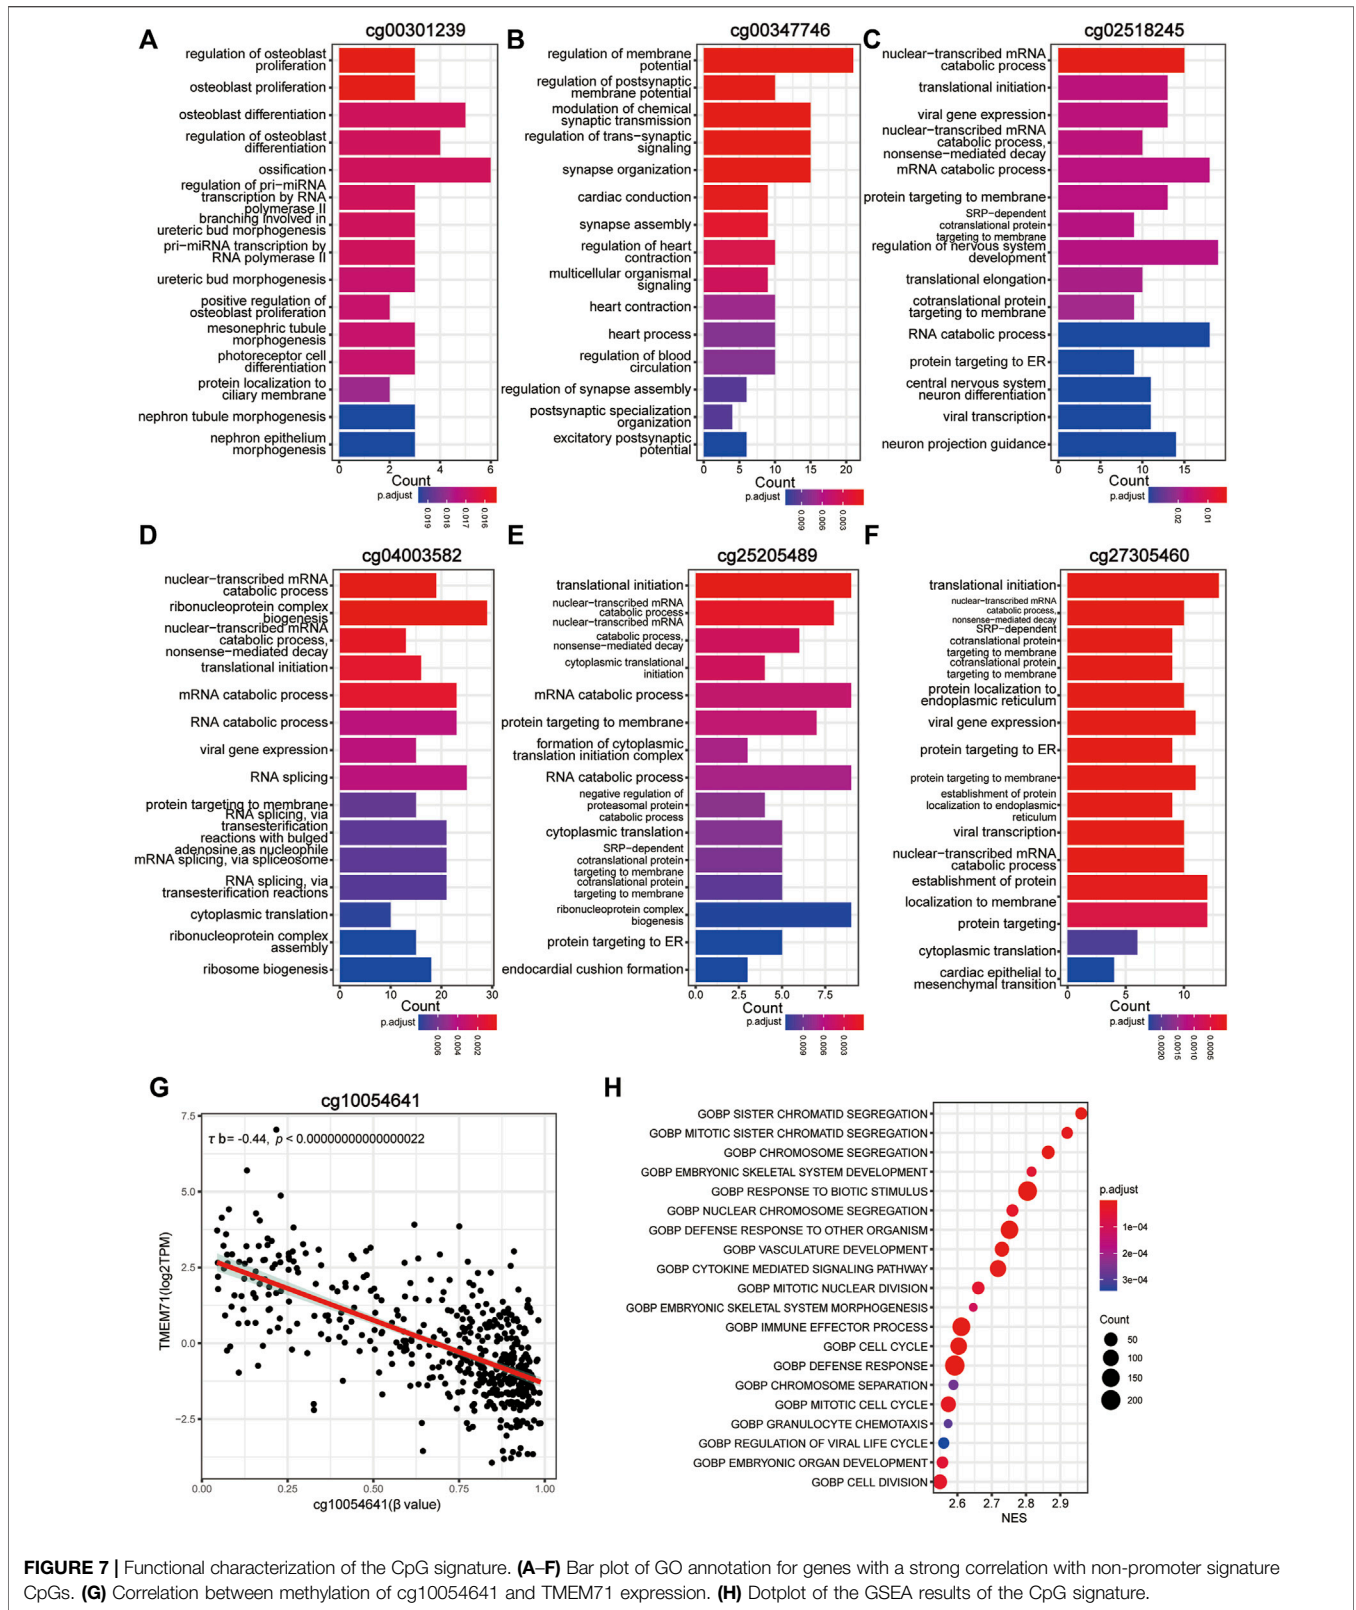 A
cg00301239
regulation of osteoblast
proliferation
osteoblast proliferation
osteoblast differentiation
regulation of osteoblast
differentiation
ossification
regulation of pri−miRNA
transcription by RNA
polymerase II
branching involved in
ureteric bud morphogenesis
pri−miRNA transcription by
RNA polymerase II
ureteric bud morphogenesis
positive regulation of
osteoblast proliferation
mesonephric tubule
morphogenesis
photoreceptor cell
differentiation
protein localization to
ciliary membrane
nephron tubule morphogenesis
nephron epithelium
morphogenesis
0 2 4 6
Count
p.adjust
0.019 0.018 0.017 0.016
B
cg00347746
regulation of membrane
potential
regulation of postsynaptic
membrane potential
modulation of chemical
synaptic transmission
regulation of trans−synaptic
signaling
synapse organization
cardiac conduction
synapse assembly
regulation of heart
contraction
multicellular organismal
signaling
heart contraction
heart process
regulation of blood
circulation
regulation of synapse assembly
postsynaptic specialization
organization
excitatory postsynaptic
potential
0 5 10 15 20
Count
p.adjust
0.009 0.006 0.003
C
cg02518245
nuclear−transcribed mRNA
catabolic process
translational initiation
viral gene expression
nuclear−transcribed mRNA
catabolic process,
nonsense−mediated decay
mRNA catabolic process
protein targeting to membrane
SRP−dependent
cotranslational protein
targeting to membrane
regulation of nervous system
development
translational elongation
cotranslational protein
targeting to membrane
RNA catabolic process
protein targeting to ER
central nervous system
neuron differentiation
viral transcription
neuron projection guidance
0 5 10 15
Count
p.adjust
0.02 0.01
D
cg04003582
nuclear−transcribed mRNA
catabolic process
ribonucleoprotein complex
biogenesis
nuclear−transcribed mRNA
catabolic process,
nonsense−mediated decay
translational initiation
mRNA catabolic process
RNA catabolic process
viral gene expression
RNA splicing
protein targeting to membrane
RNA splicing, via
transesterification
reactions with bulged
adenosine as nucleophile
mRNA splicing, via spliceosome
RNA splicing, via
transesterification reactions
cytoplasmic translation
ribonucleoprotein complex
assembly
ribosome biogenesis
0 10 20 30
Count
p.adjust
0.006 0.004 0.002
E
cg25205489
translational initiation
nuclear−transcribed mRNA
catabolic process
nuclear−transcribed mRNA
catabolic process,
nonsense−mediated decay
cytoplasmic translational
initiation
mRNA catabolic process
protein targeting to membrane
formation of cytoplasmic
translation initiation complex
RNA catabolic process
negative regulation of
proteasomal protein
catabolic process
cytoplasmic translation
SRP−dependent
cotranslational protein
targeting to membrane
cotranslational protein
targeting to membrane
ribonucleoprotein complex
biogenesis
protein targeting to ER
endocardial cushion formation
0.0 2.5 5.0 7.5
Count
p.adjust
0.009 0.006 0.003
F
cg27305460
translational initiation
nuclear−transcribed mRNA
catabolic process,
nonsense−mediated decay
SRP−dependent
cotranslational protein
targeting to membrane
cotranslational protein
targeting to membrane
protein localization to
endoplasmic reticulum
viral gene expression
protein targeting to ER
protein targeting to membrane
establishment of protein
localization to endoplasmic
reticulum
viral transcription
nuclear−transcribed mRNA
catabolic process
establishment of protein
localization to membrane
protein targeting
cytoplasmic translation
cardiac epithelial to
mesenchymal transition
0 5 10
Count
p.adjust
0.0020 0.0015 0.0010 0.0005
G
cg10054641
τ b= -0.44, p < 0.00000000000000022
TMEM71(log2TPM)
7.5
5.0
2.5
0.0
−2.5
0.00 0.25 0.50 0.75 1.00
cg10054641(β value)
H
GOBP SISTER CHROMATID SEGREGATION
GOBP MITOTIC SISTER CHROMATID SEGREGATION
GOBP CHROMOSOME SEGREGATION
GOBP EMBRYONIC SKELETAL SYSTEM DEVELOPMENT
GOBP RESPONSE TO BIOTIC STIMULUS
GOBP NUCLEAR CHROMOSOME SEGREGATION
GOBP DEFENSE RESPONSE TO OTHER ORGANISM
GOBP VASCULATURE DEVELOPMENT
GOBP CYTOKINE MEDIATED SIGNALING PATHWAY
GOBP MITOTIC NUCLEAR DIVISION
GOBP EMBRYONIC SKELETAL SYSTEM MORPHOGENESIS
GOBP IMMUNE EFFECTOR PROCESS
GOBP CELL CYCLE
GOBP DEFENSE RESPONSE
GOBP CHROMOSOME SEPARATION
GOBP MITOTIC CELL CYCLE
GOBP GRANULOCYTE CHEMOTAXIS
GOBP REGULATION OF VIRAL LIFE CYCLE
GOBP EMBRYONIC ORGAN DEVELOPMENT
GOBP CELL DIVISION
2.6 2.7 2.8 2.9
NES
p.adjust
1e−04
2e−04
3e−04
Count
50
100
150
200
FIGURE 7 | Functional characterization of the CpG signature. (A–F) Bar plot of GO annotation for genes with a strong correlation with non-promoter signature
CpGs. (G) Correlation between methylation of cg10054641 and TMEM71 expression. (H) Dotplot of the GSEA results of the CpG signature.